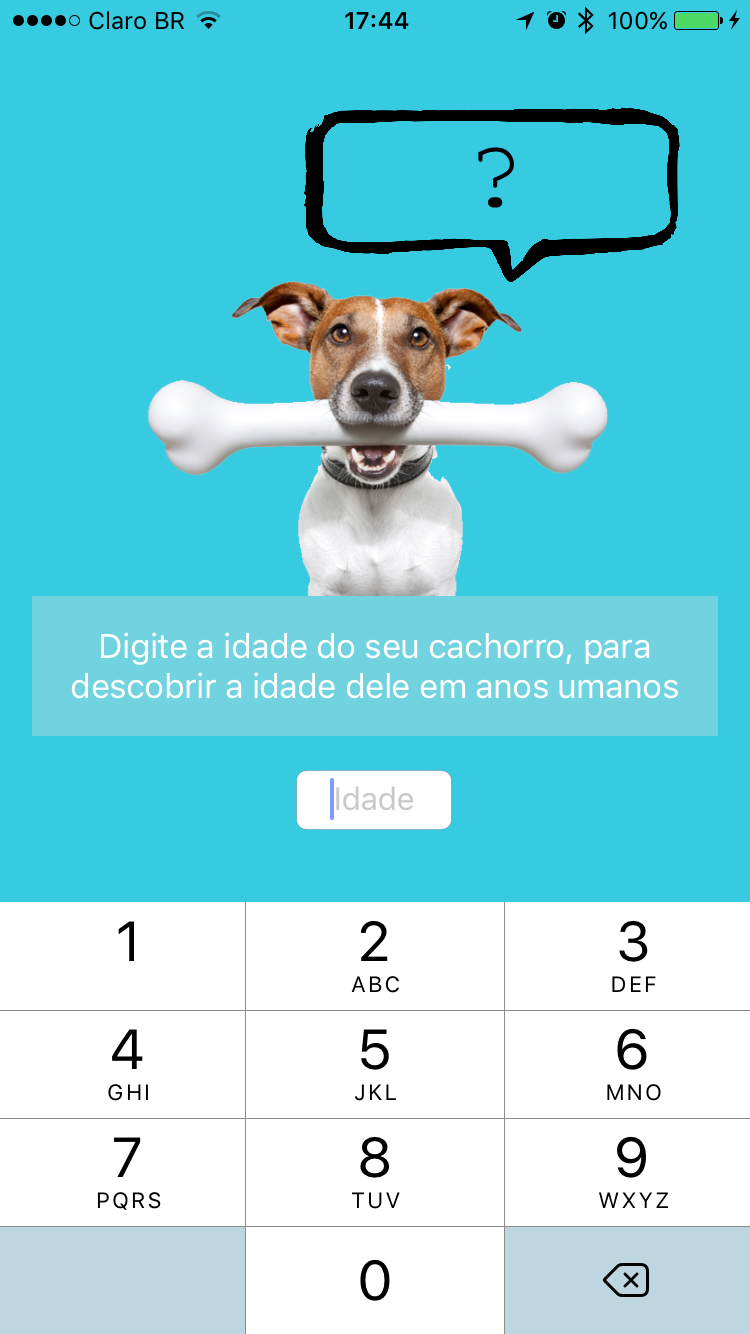 Claro BR 17:44 100%
?
Digite a idade do seu cachorro, para
descobrir a idade dele em anos umanos
Idade
1 2 3
ABC DEF
4 5 6
GHI JKL MNO
7 8 9
PQRS TUV WXYZ
0